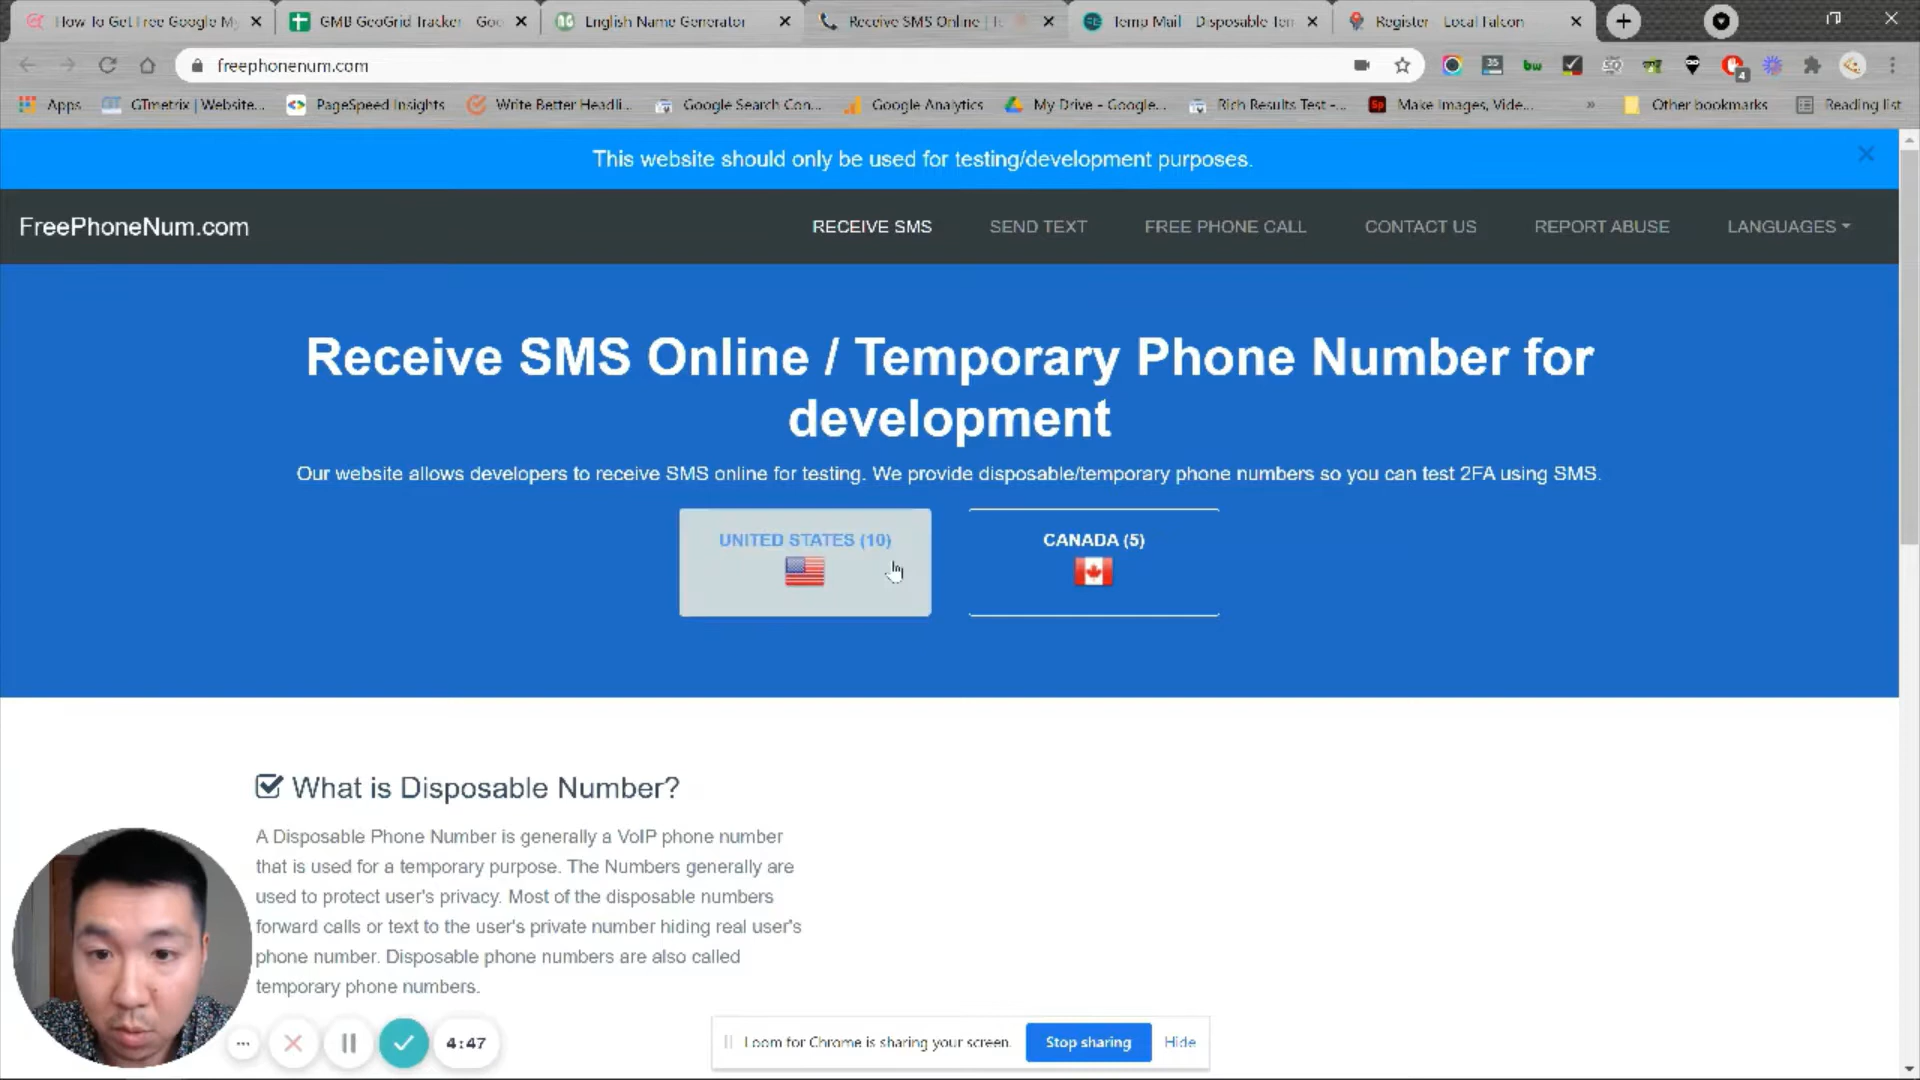 How To Get Free Google My
GMB GeoGrid Tracker - Goo
English Name Generator
Receive SMS Online | Te
Temp Mail - Disposable Tem
Register - Local Falcon
freephonenum.com
35
bw
4
Apps
GTmetrix | Website...
PageSpeed Insights
Write Better Headli...
Google Search Con...
Google Analytics
My Drive - Google...
Rich Results Test -...
Sp
Make Images, Vide...
»
Other bookmarks
Reading list
This website should only be used for testing/development purposes.
FreePhoneNum.com
RECEIVE SMS
SEND TEXT
FREE PHONE CALL
CONTACT US
REPORT ABUSE
LANGUAGES
Receive SMS Online / Temporary Phone Number for
development
Our website allows developers to receive SMS online for testing. We provide disposable/temporary phone numbers so you can test 2FA using SMS.
UNITED STATES (10)
CANADA (5)
What is Disposable Number?
A Disposable Phone Number is generally a VoIP phone number
that is used for a temporary purpose. The Numbers generally are
used to protect user's privacy. Most of the disposable numbers
forward calls or text to the user's private number hiding real user's
phone number. Disposable phone numbers are also called
temporary phone numbers.
4:47
Loom for Chrome is sharing your screen.
Stop sharing
Hide